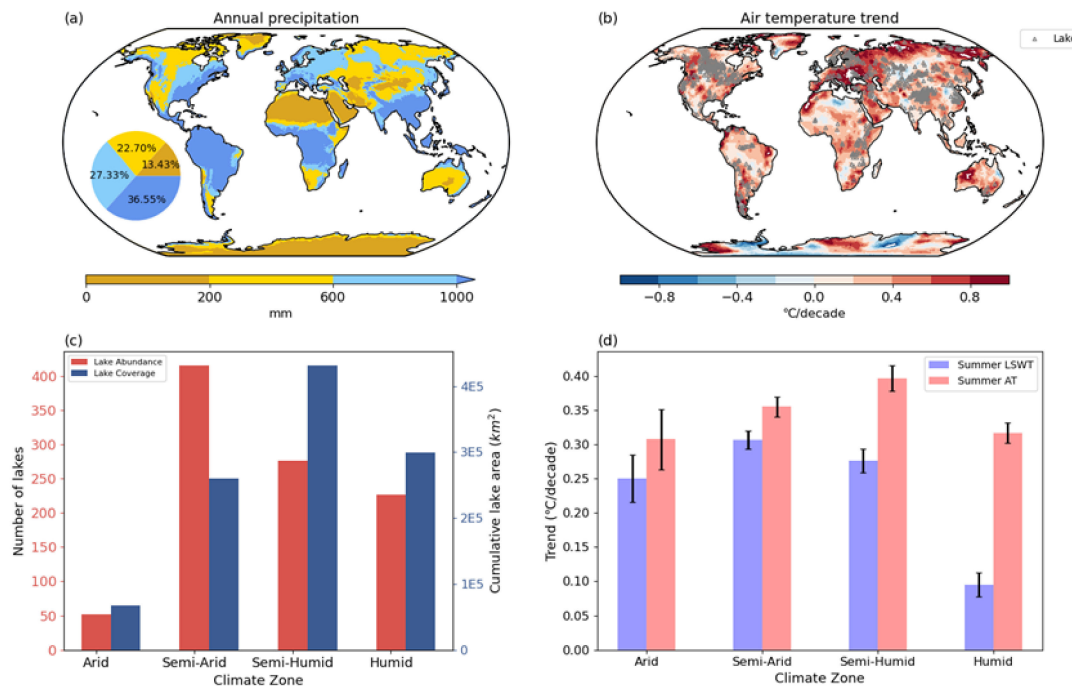 (a)
Annual precipitation
22.70%
13.43%
27.33%
36.55%
0
200
600
1000
mm
(b)
Air temperature trend
Lake
−0.8
−0.4
0.0
0.4
0.8
℃/decade
(c)
Lake Abundance
Lake Coverage
400
350
300
250
200
150
100
50
0
Number of lakes
4E5
3E5
2E5
1E5
0
Cumulative lake area (km²)
Arid
Semi-Arid
Semi-Humid
Humid
Climate Zone
(d)
Summer LSWT
Summer AT
0.40
0.35
0.30
0.25
0.20
0.15
0.10
0.05
0.00
Trend (℃/decade)
Arid
Semi-Arid
Semi-Humid
Humid
Climate Zone